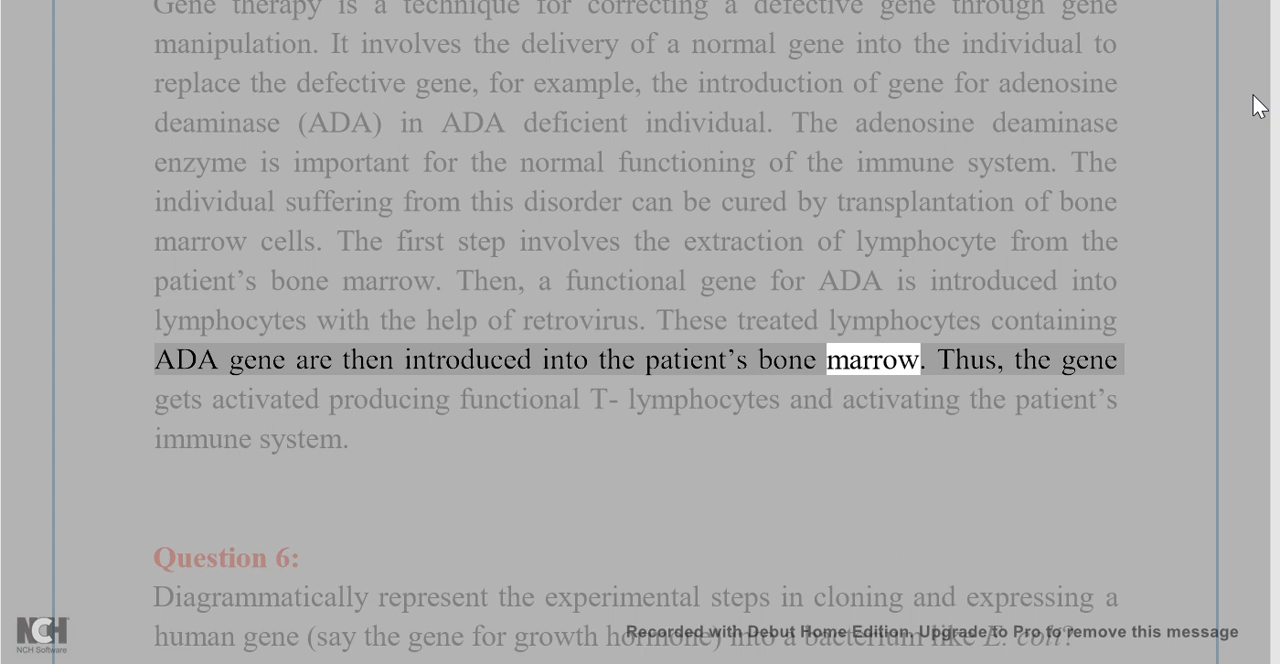 Gene therapy is a technique for correcting a defective gene through gene
manipulation. It involves the delivery of a normal gene into the individual to
replace the defective gene, for example, the introduction of gene for adenosine
deaminase (ADA) in ADA deficient individual. The adenosine deaminase
enzyme is important for the normal functioning of the immune system. The
individual suffering from this disorder can be cured by transplantation of bone
marrow cells. The first step involves the extraction of lymphocyte from the
patient’s bone marrow. Then, a functional gene for ADA is introduced into
lymphocytes with the help of retrovirus. These treated lymphocytes containing
ADA gene are then introduced into the patient’s bone marrow. Thus, the gene
gets activated producing functional T- lymphocytes and activating the patient’s
immune system.
Question 6:
Diagrammatically represent the experimental steps in cloning and expressing a
human gene (say the gene for growth hormone) into a bacterium like E. coli?
Recorded with Debut Home Edition. Upgrade to Pro to remove this message
NCH
NCH Software